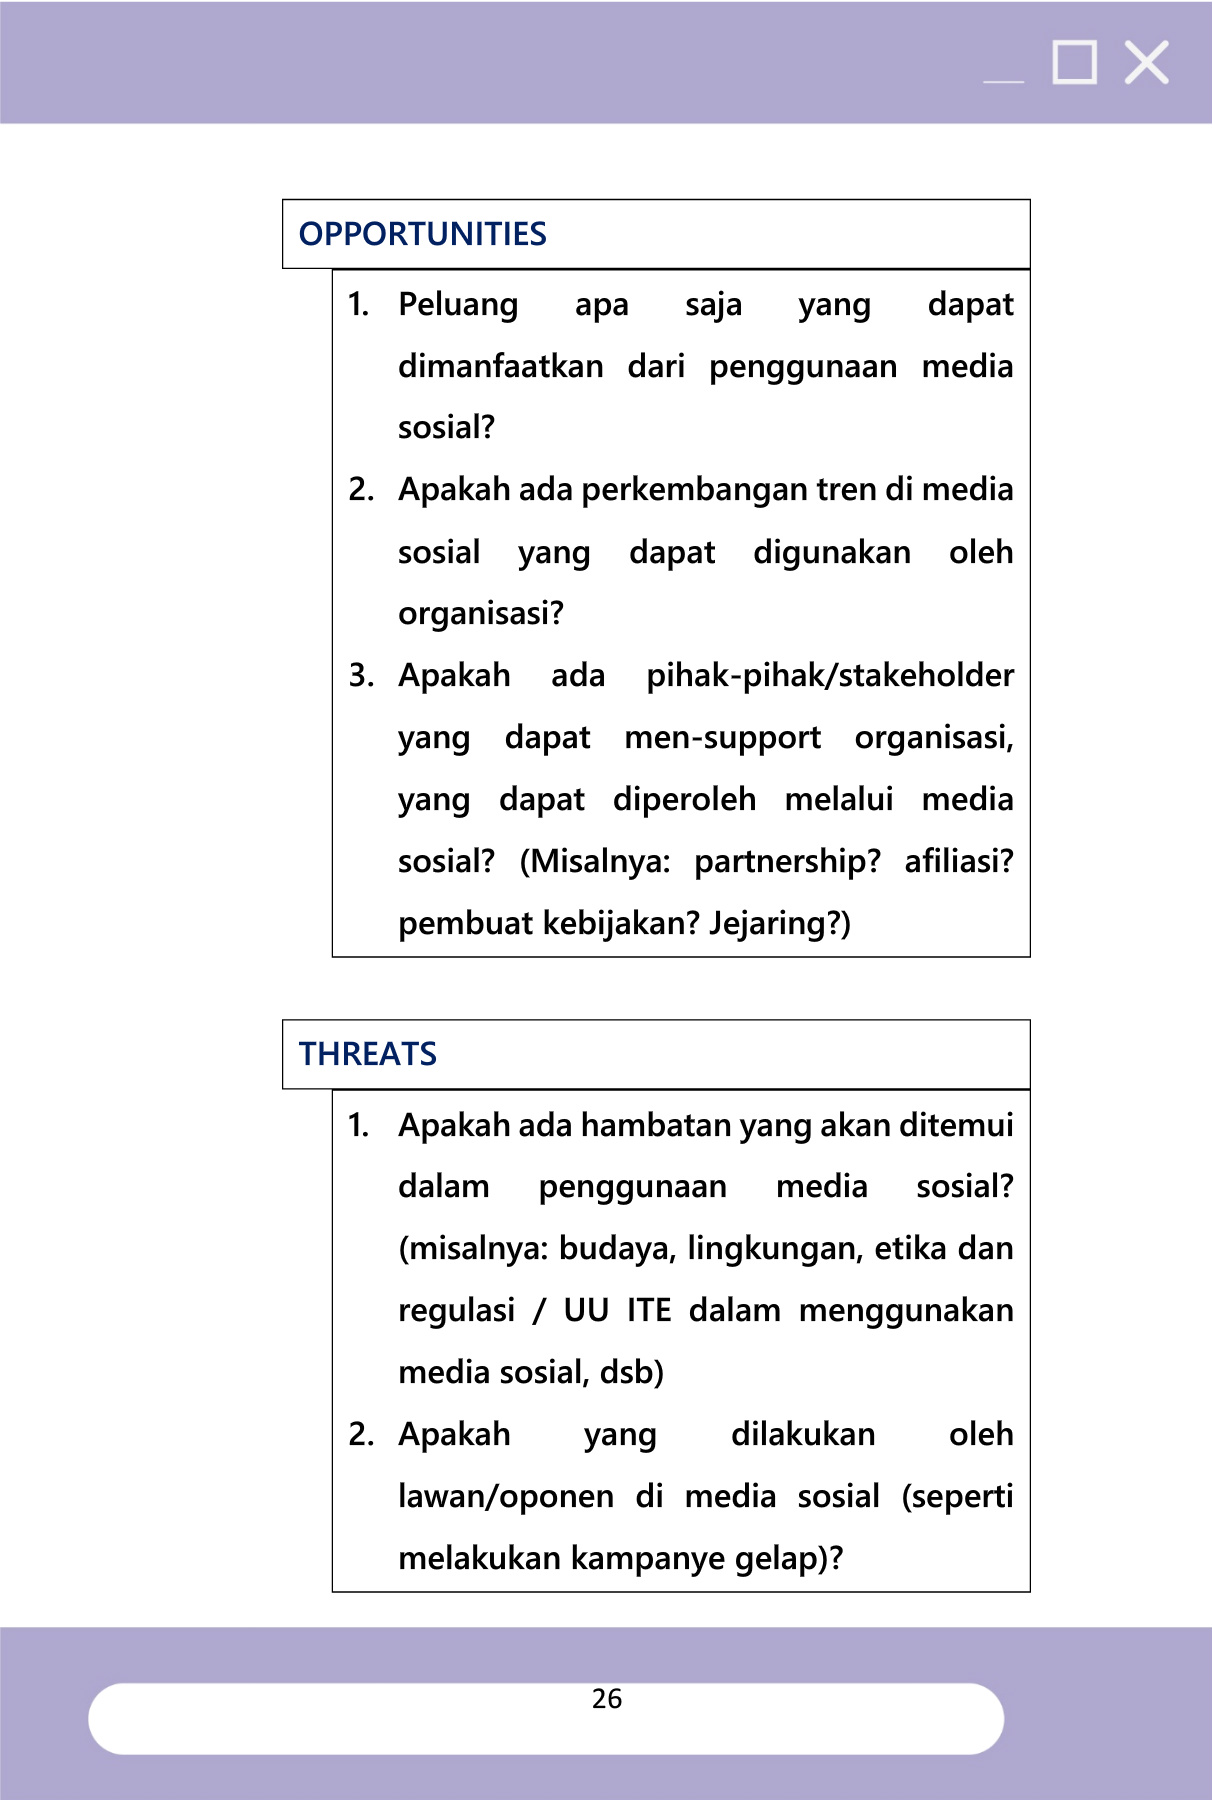 OPPORTUNITIES
1. Peluang apa saja yang dapat
dimanfaatkan dari penggunaan media
sosial?
2. Apakah ada perkembangan tren di media
sosial yang dapat digunakan oleh
organisasi?
3. Apakah ada pihak-pihak/stakeholder
yang dapat men-support organisasi,
yang dapat diperoleh melalui media
sosial? (Misalnya: partnership? afiliasi?
pembuat kebijakan? Jejaring?)
THREATS
1. Apakah ada hambatan yang akan ditemui
dalam penggunaan media sosial?
(misalnya: budaya, lingkungan, etika dan
regulasi / UU ITE dalam menggunakan
media sosial, dsb)
2. Apakah yang dilakukan oleh
lawan/oponen di media sosial (seperti
melakukan kampanye gelap)?
26